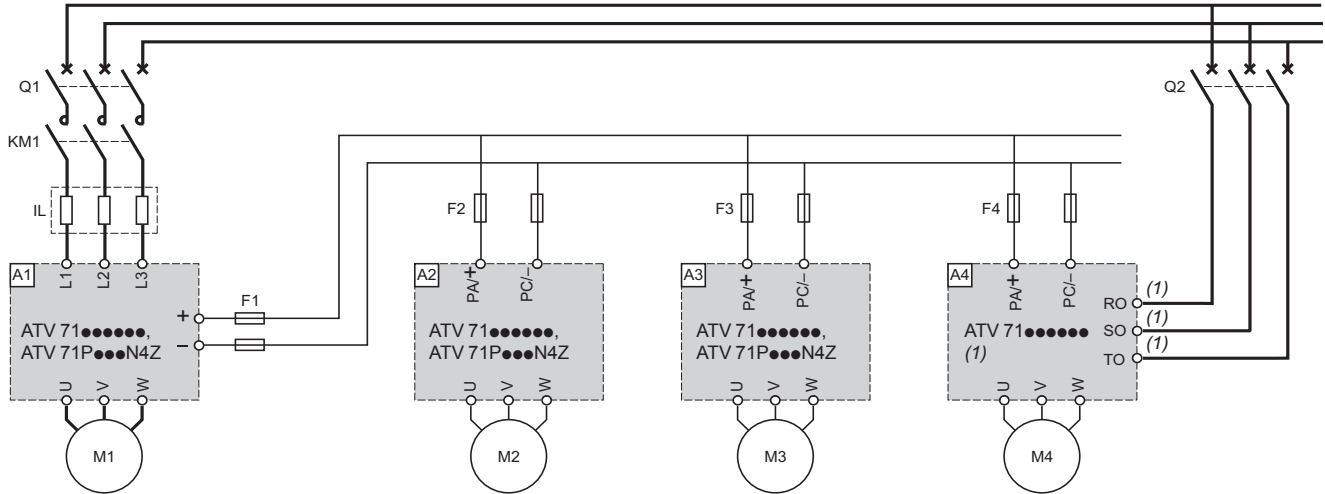 Q1
Q2
KM1
IL
F2
F3
F4
A1
L1 L2 L3
A2
PA/+ PC/–
A3
PA/+ PC/–
A4
PA/+ PC/–
RO (1)
F1
+
ATV 71●●●●●●,
ATV 71P●●●N4Z
–
U V W
ATV 71●●●●●●,
ATV 71P●●●N4Z
U V W
ATV 71●●●●●●,
ATV 71P●●●N4Z
U V W
ATV 71●●●●●●
(1)
SO (1)
TO (1)
U V W
M1
M2
M3
M4